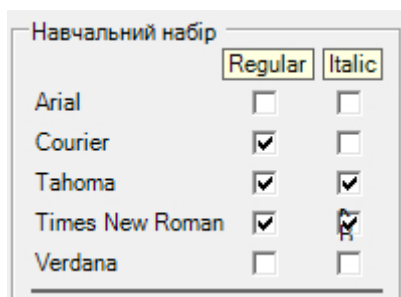 Навчальний набір
Regular Italic
Arial
Courier
Tahoma
Times New Roman
Verdana